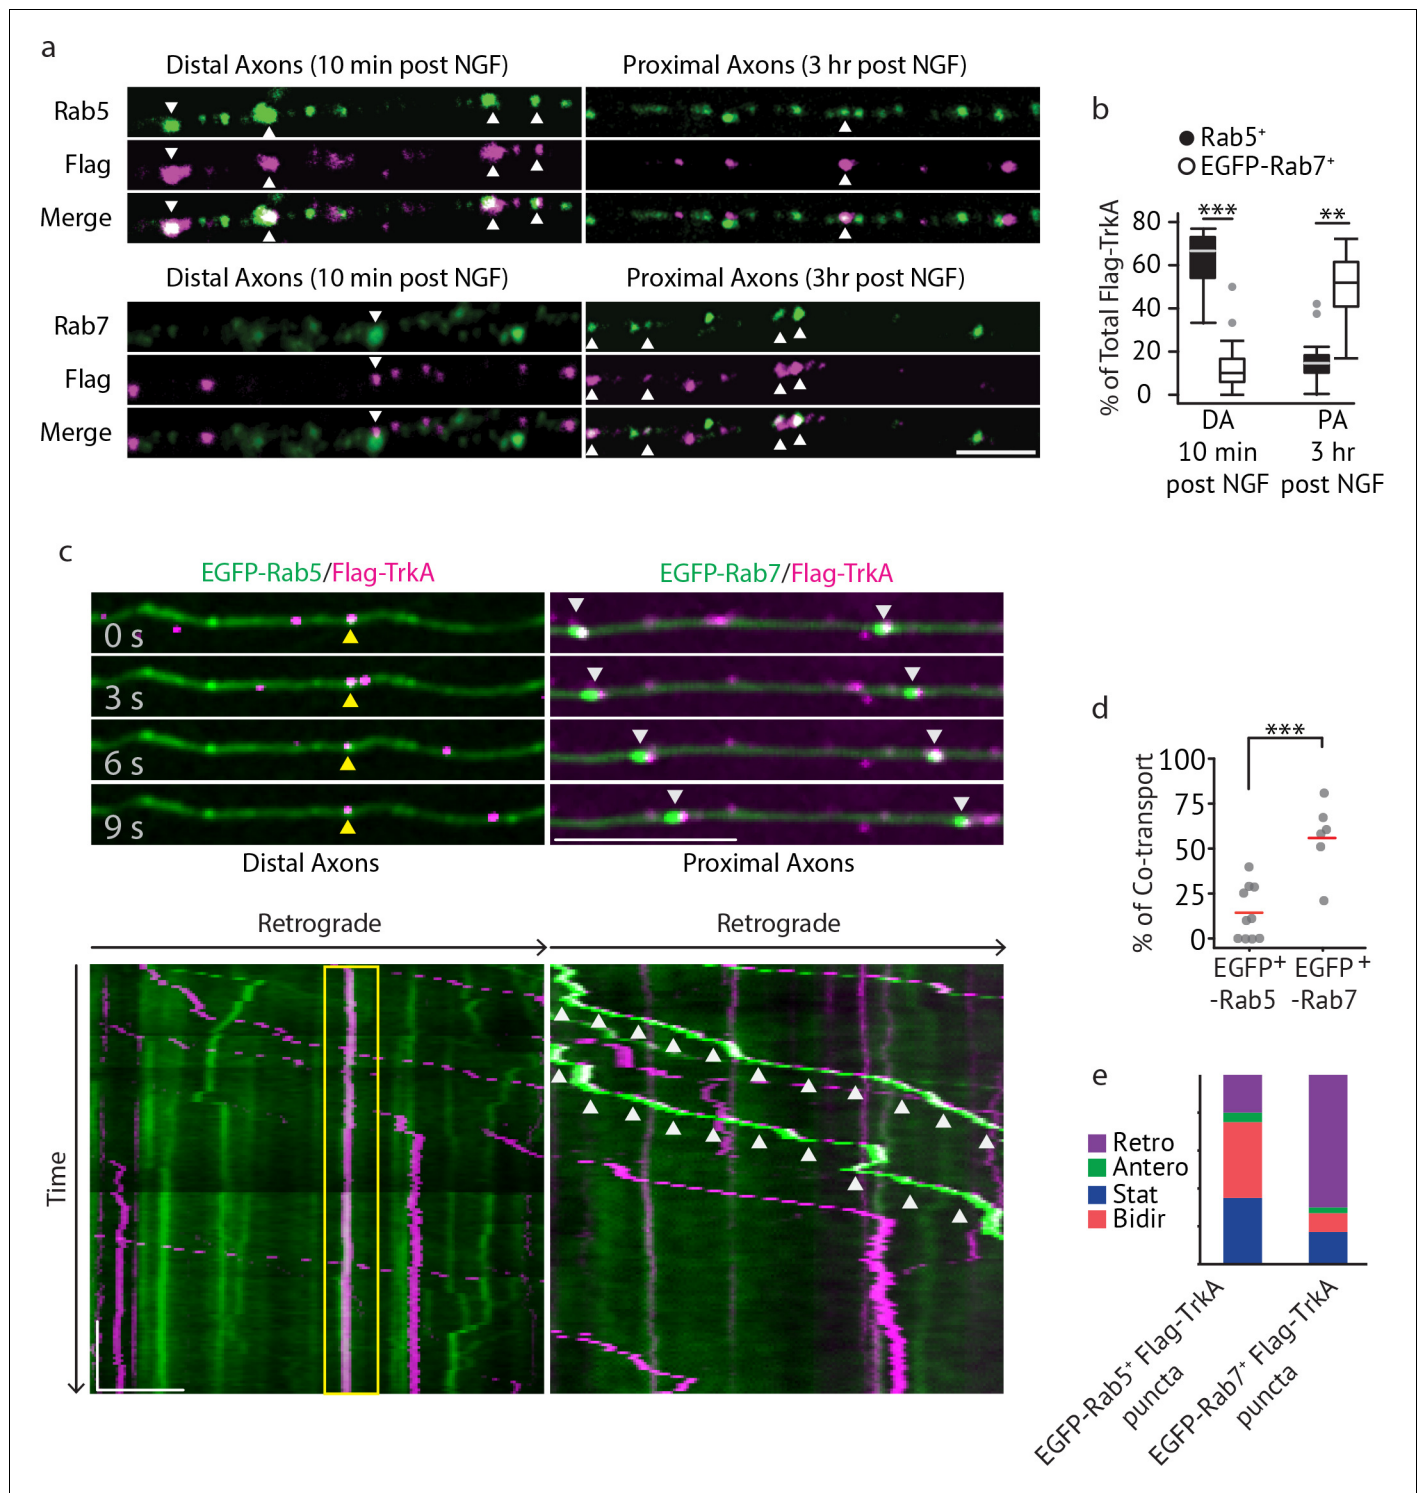 a
Distal Axons (10 min post NGF)
Proximal Axons (3 hr post NGF)
Rab5
Flag
Merge
Distal Axons (10 min post NGF)
Proximal Axons (3hr post NGF)
Rab7
Flag
Merge
b
Rab5+
EGFP-Rab7+
% of Total Flag-TrkA
80
60
40
20
0
***
**
DA
10 min
post NGF
PA
3 hr
post NGF
c
EGFP-Rab5/Flag-TrkA
EGFP-Rab7/Flag-TrkA
0 s
3 s
6 s
9 s
Distal Axons
Proximal Axons
Retrograde
Retrograde
Time
d
***
% of Co-transport
100
75
50
25
0
EGFP+
-Rab5
EGFP+
-Rab7
e
Retro
Antero
Stat
Bidir
EGFP-Rab5+ Flag-TrkA
puncta
EGFP-Rab7+ Flag-TrkA
puncta